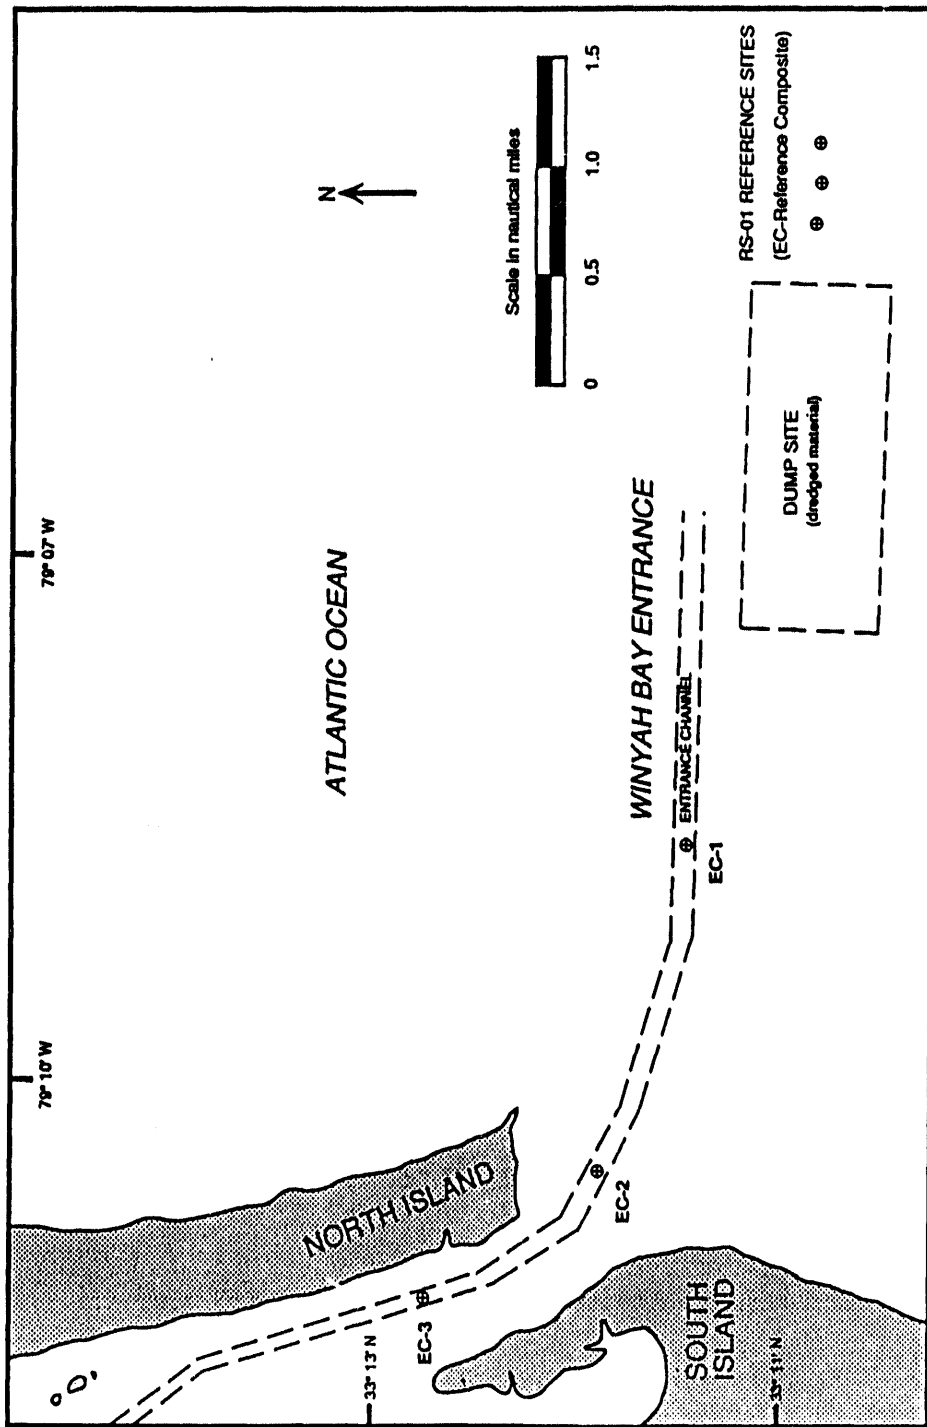 79° 10' W
79° 07' W
N
Scale in nautical miles
0
0.5
1.0
1.5
ATLANTIC OCEAN
NORTH ISLAND
33° 13' N
EC-3
WINYAH BAY ENTRANCE
EC-2
ENTRANCE CHANNEL
EC-1
RS-01 REFERENCE SITES
(EC-Reference Composite)
DUMP SITE
(dredged material)
SOUTH
ISLAND
33° 11' N